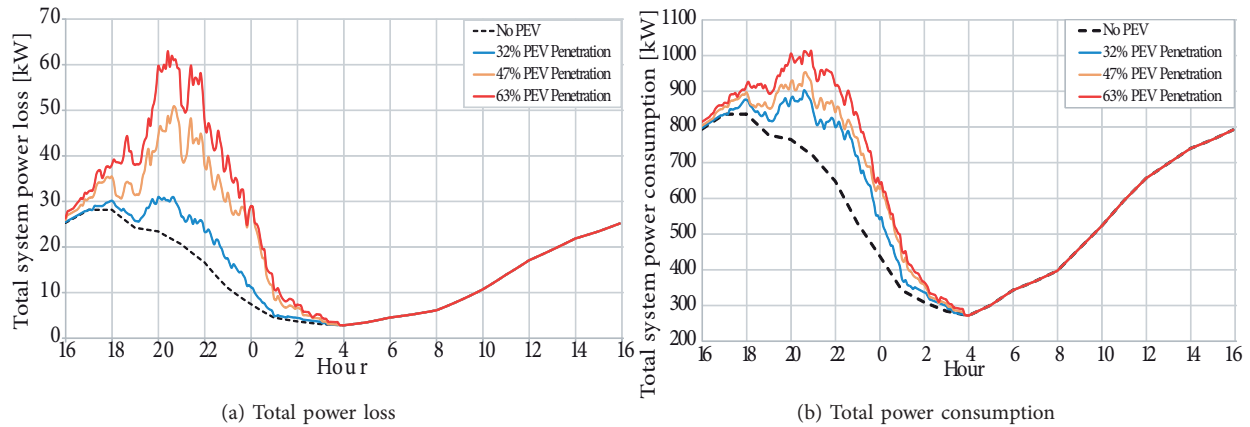 Total system power loss [kW]
70
60
50
40
30
20
10
0
16 18 20 22 0 2 4 6 8 10 12 14 16
Hour
No PEV
32% PEV Penetration
47% PEV Penetration
63% PEV Penetration
(a) Total power loss
Total system power consumption [kW]
1100
1000
900
800
700
600
500
400
300
200
16 18 20 22 0 2 4 6 8 10 12 14 16
Hour
No PEV
32% PEV Penetration
47% PEV Penetration
63% PEV Penetration
(b) Total power consumption